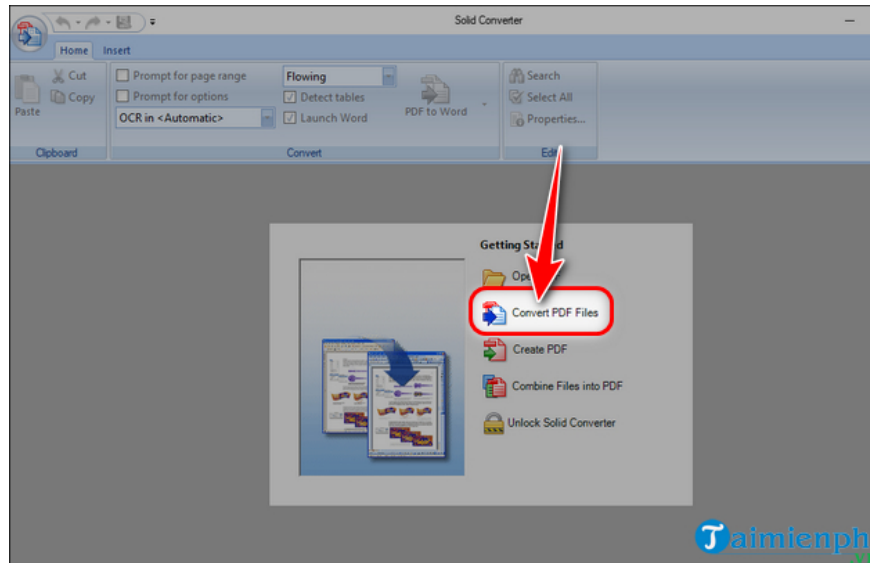 Solid Converter
Home Insert
Cut
Copy
Paste
Clipboard
Prompt for page range
Prompt for options
OCR in <Automatic>
Flowing
Detect tables
Launch Word
PDF to Word
Convert
Search
Select All
Properties...
Getting
Convert PDF Files
Create PDF
Combine Files into PDF
Unlock Solid Converter
Taimienph
.v